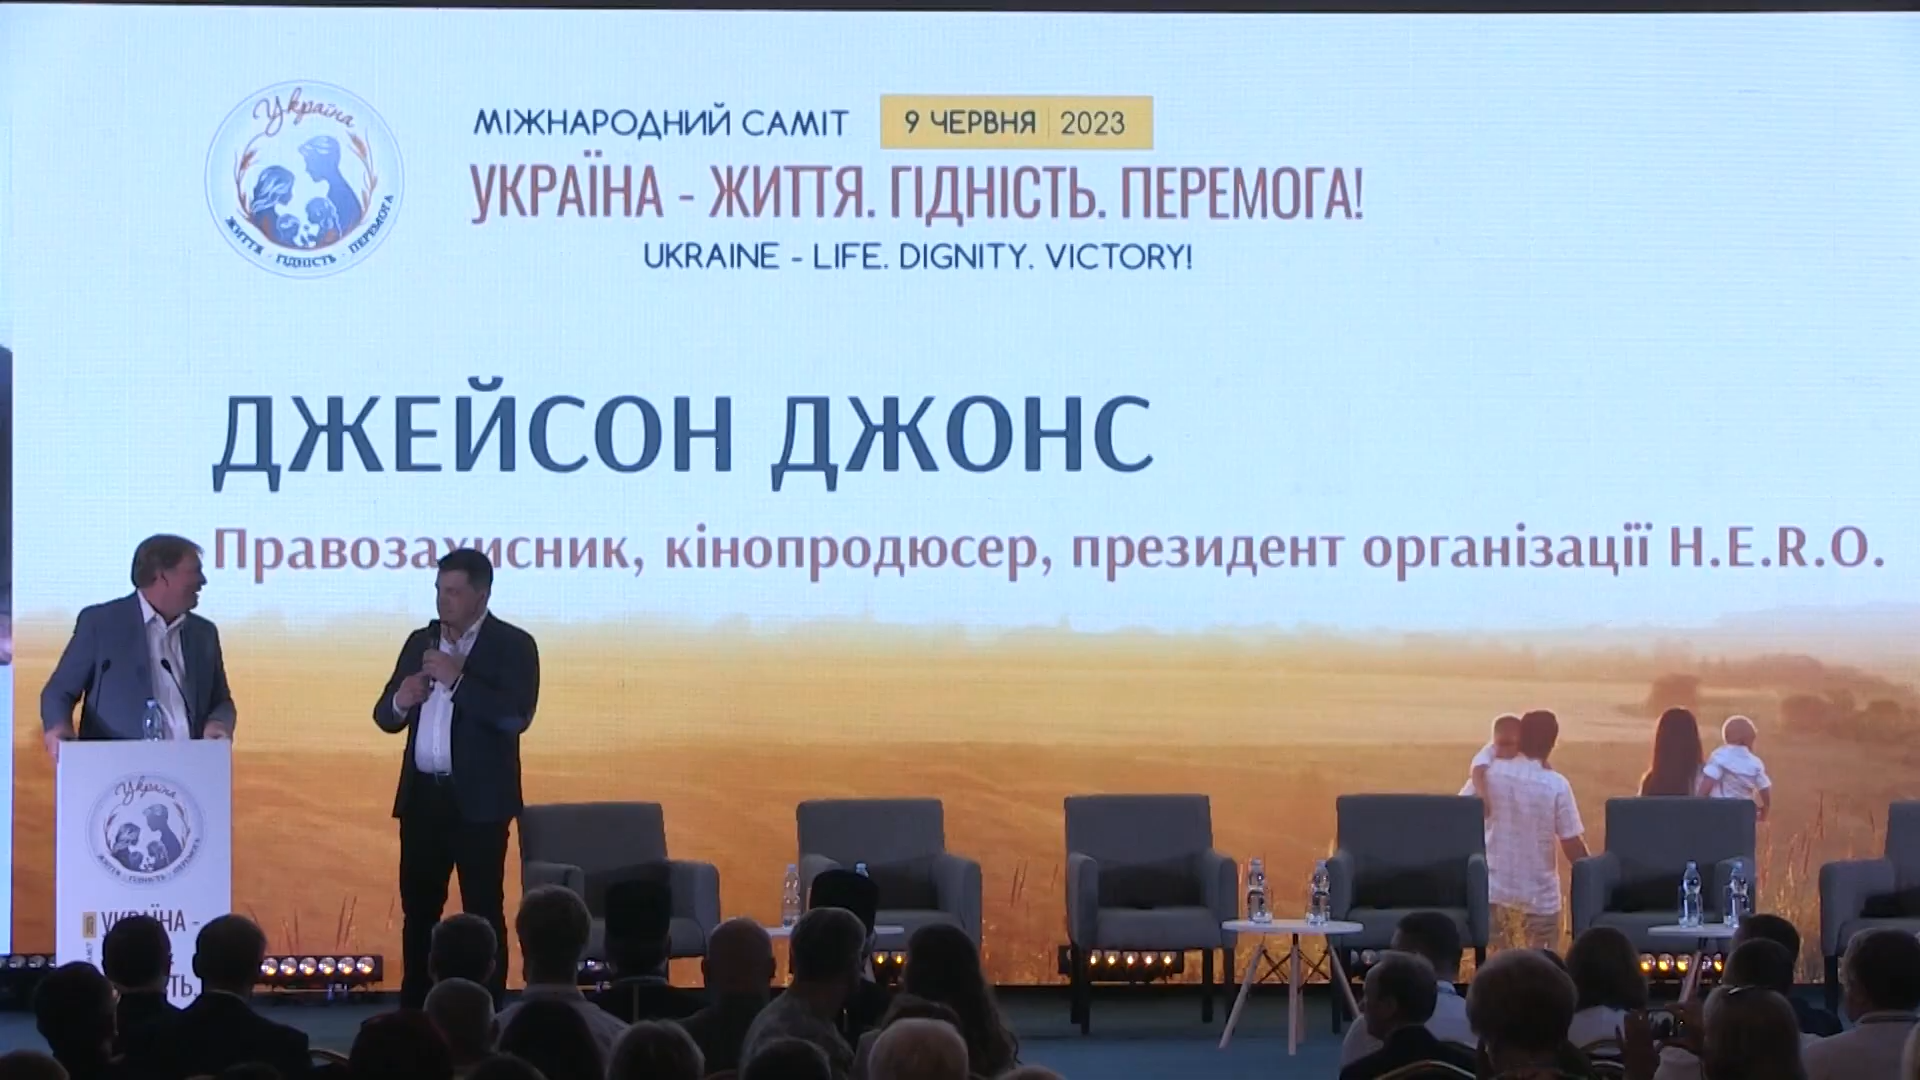 Україна
ЖИТТЯ · ГІДНІСТЬ · ПЕРЕМОГА
МІЖНАРОДНИЙ САМІТ 9 ЧЕРВНЯ 2023
УКРАЇНА - ЖИТТЯ. ГІДНІСТЬ. ПЕРЕМОГА!
UKRAINE - LIFE. DIGNITY. VICTORY!
ДЖЕЙСОН ДЖОНС
Правозахисник, кінопродюсер, президент організації H.E.R.O.
Україна
ЖИТТЯ · ГІДНІСТЬ · ПЕРЕМОГА
УКРАЇНА -